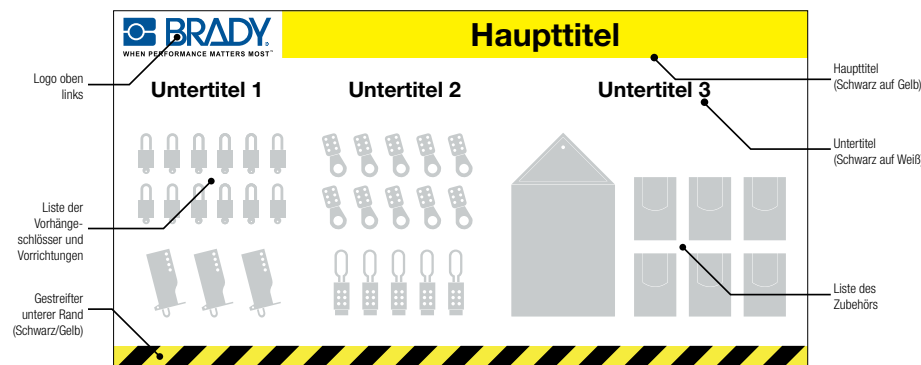 BRADY
WHEN PERFORMANCE MATTERS MOST™
Haupttitel
Untertitel 1
Untertitel 2
Untertitel 3
Logo oben
links
Liste der
Vorhänge-
schlösser und
Vorrichtungen
Gestreifter
unterer Rand
(Schwarz/Gelb)
Haupttitel
(Schwarz auf Gelb)
Untertitel
(Schwarz auf Weiß
Liste des
Zubehörs